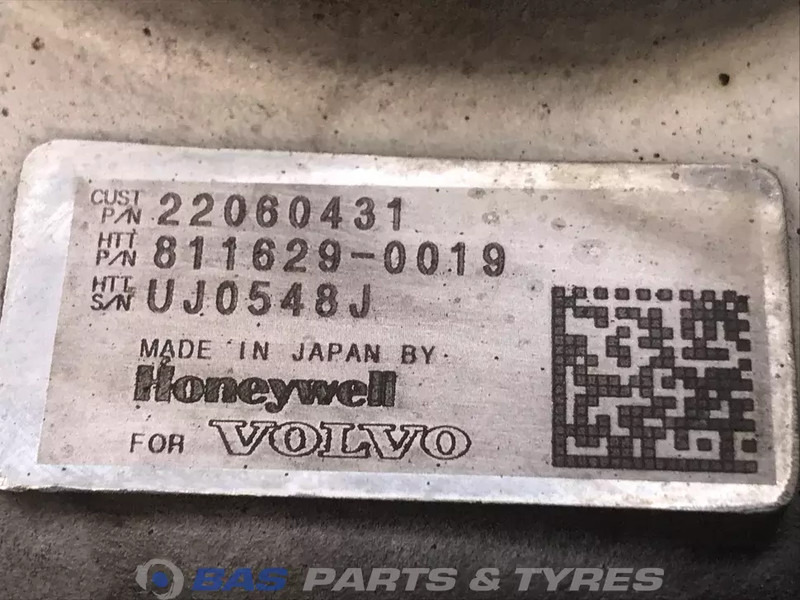 CUST P/N 22060431
HTT P/N 811629-0019
HTT S/N UJ0548J
MADE IN JAPAN BY
Honeywell
FOR VOLVO
BAS PARTS & TYRES